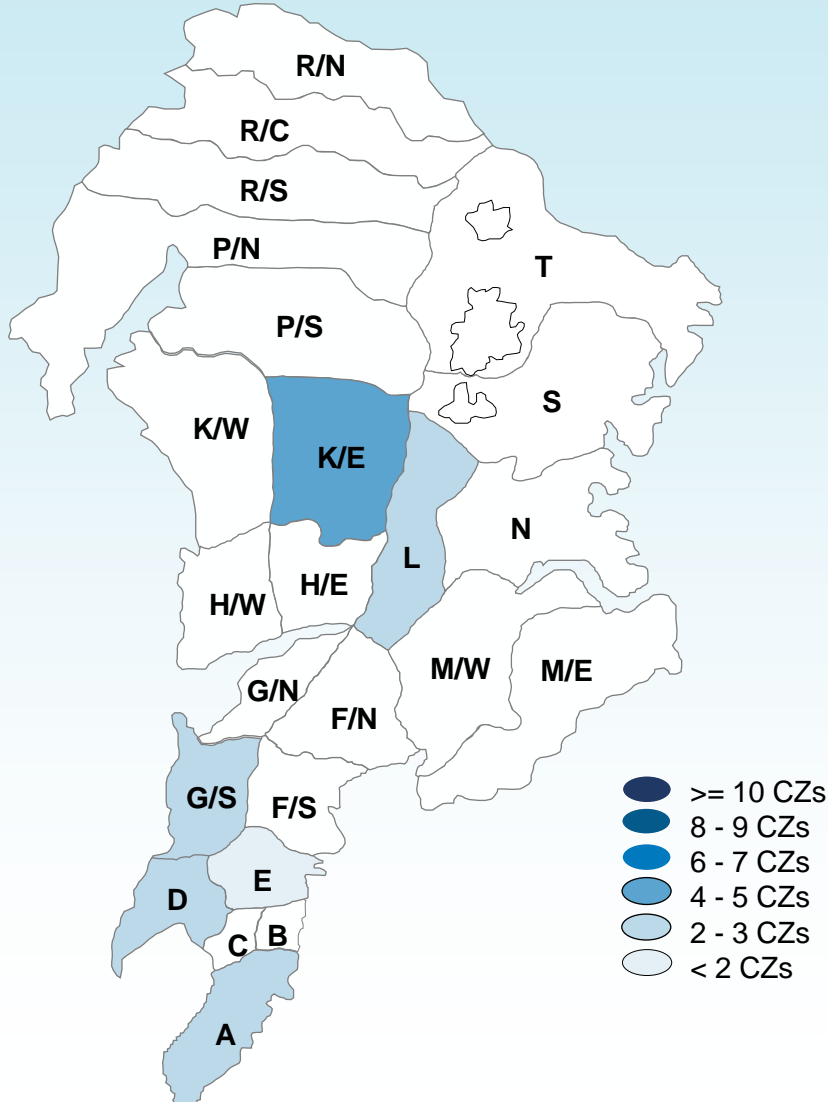 R/N
R/C
R/S
P/N
T
P/S
S
K/W
K/E
N
L
H/E
H/W
M/W
M/E
G/N
F/N
G/S
F/S
E
D
C
B
A
>= 10 CZs
8 - 9 CZs
6 - 7 CZs
4 - 5 CZs
2 - 3 CZs
< 2 CZs